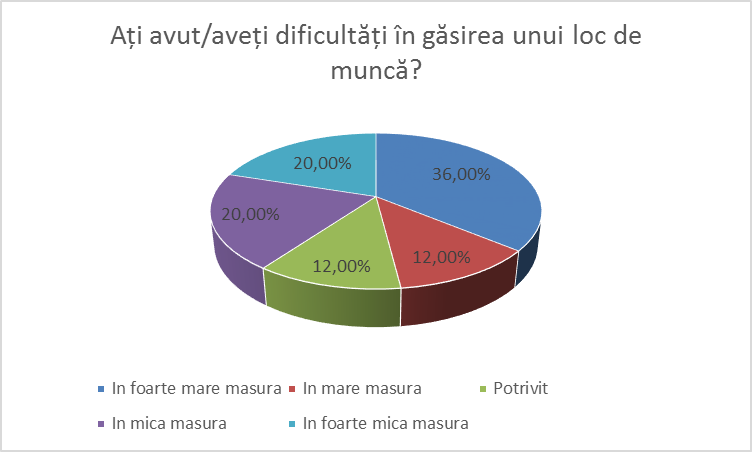 Ați avut/aveți dificultăți în găsirea unui loc de
muncă?
20,00%
36,00%
20,00%
12,00%
12,00%
In foarte mare masura
In mare masura
Potrivit
In mica masura
In foarte mica masura